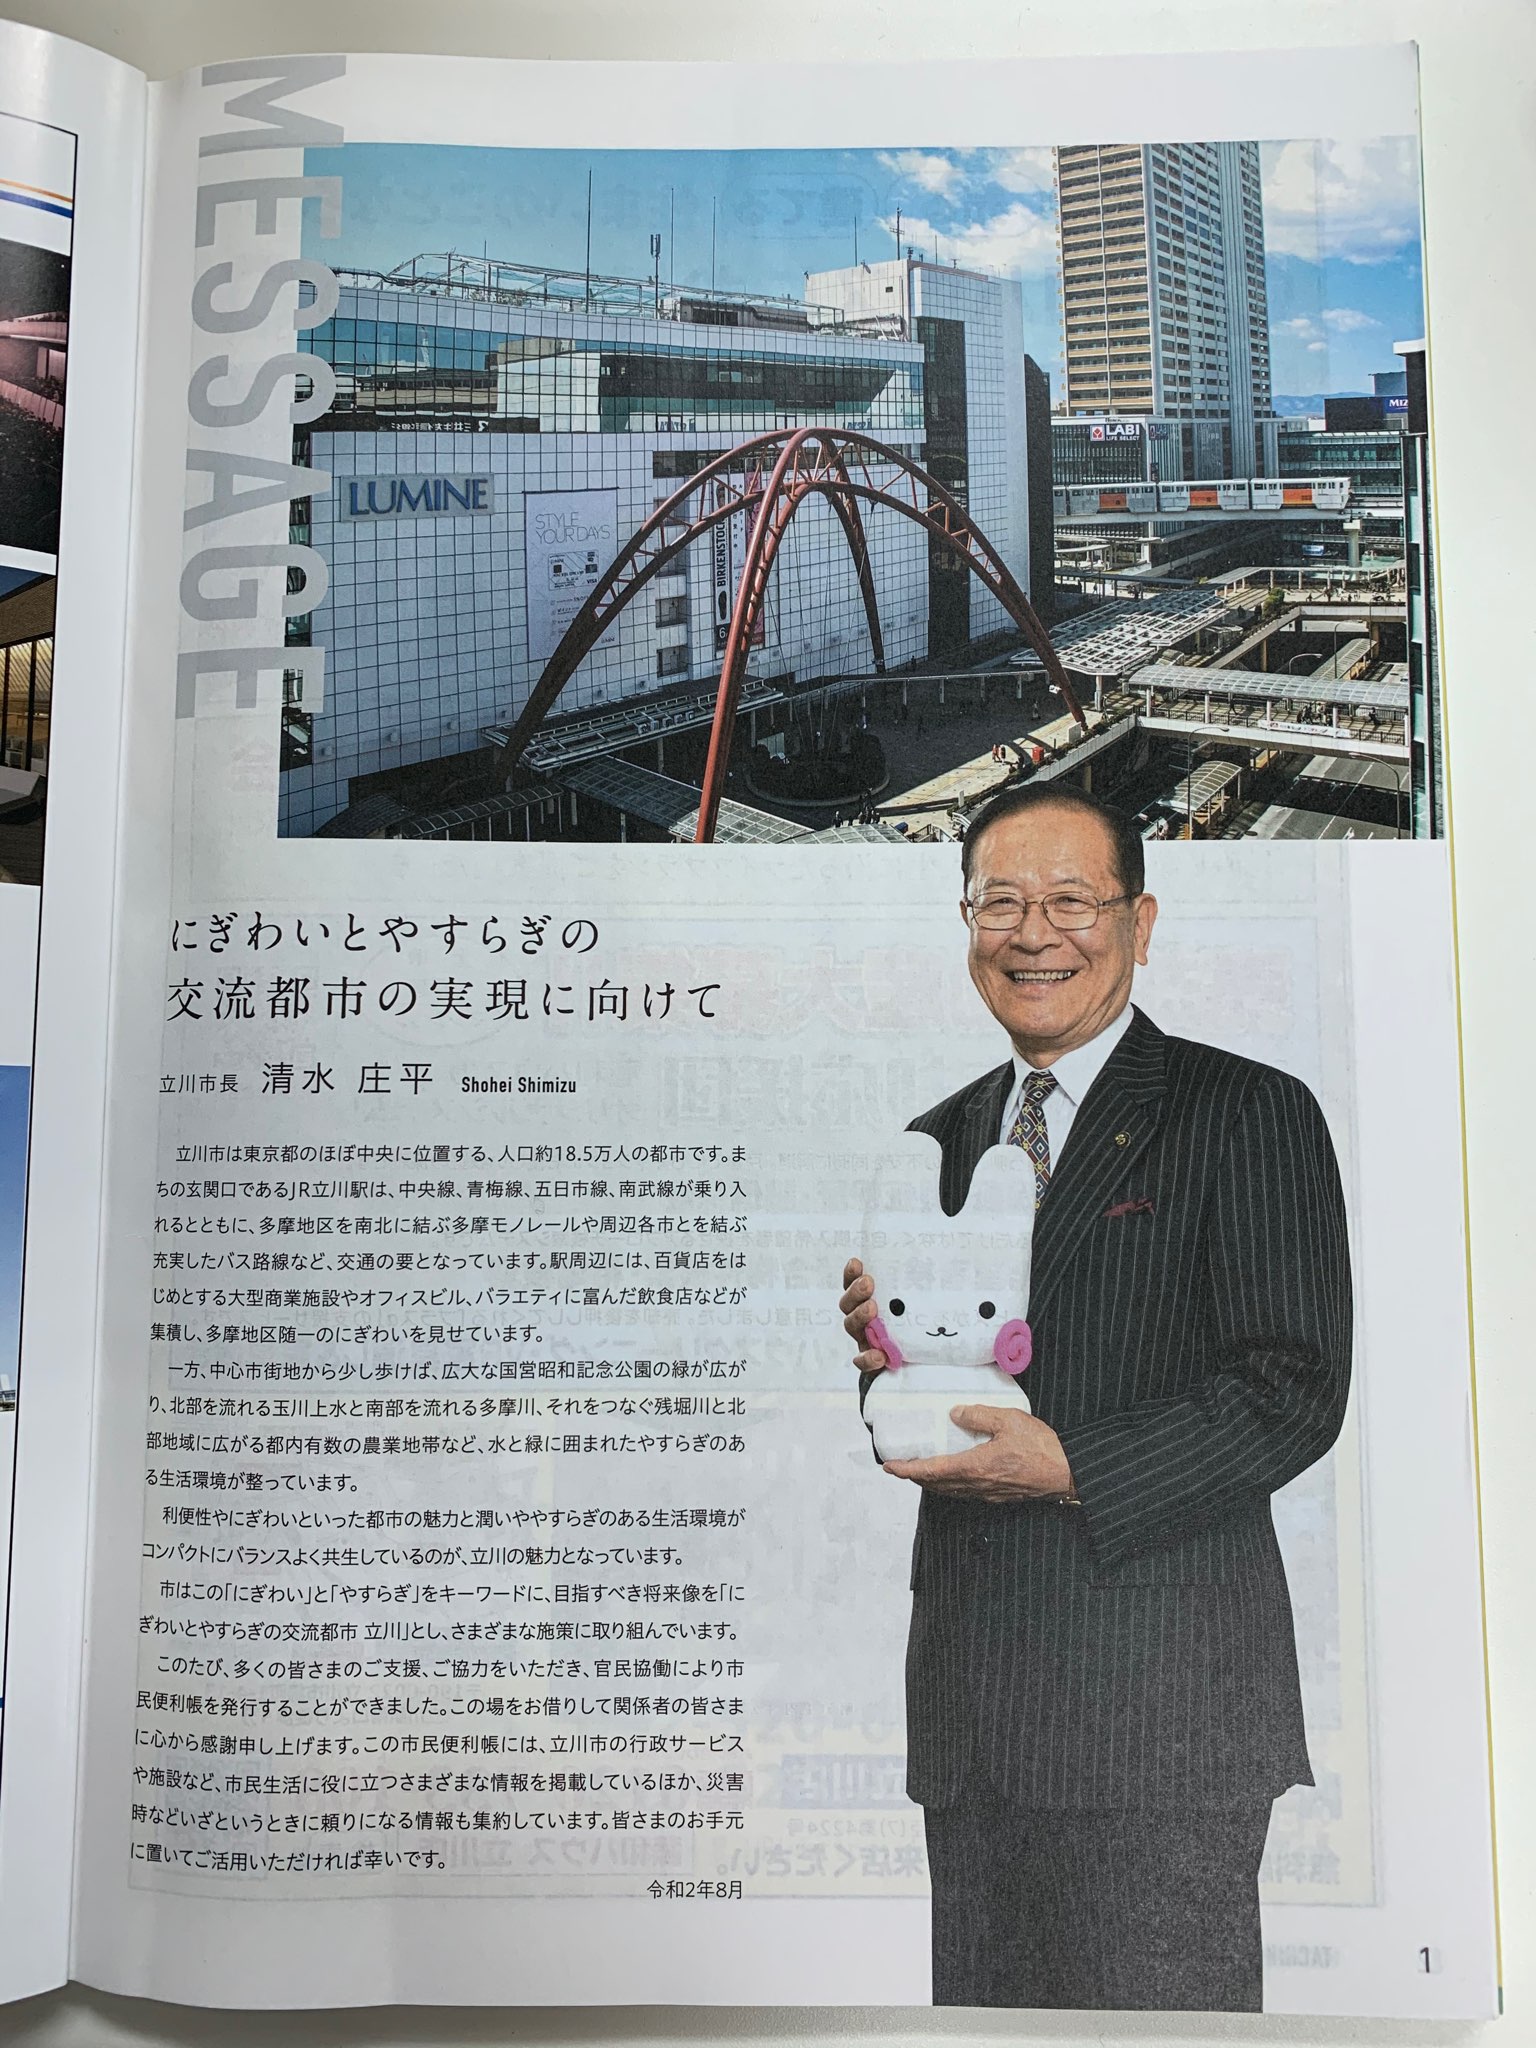 MESSAGE
LUMINE
STYLE
YOUR DAYS
VISA
BIRKENSTOCK
LABI
LIFE SELECT
にぎわいとやすらぎの
交流都市の実現に向けて
立川市長 清水 庄平 Shohei Shimizu
立川市は東京都のほぼ中央に位置する、人口約18.5万人の都市です。ま
ちの玄関口であるJR立川駅は、中央線、青梅線、五日市線、南武線が乗り入
れるとともに、多摩地区を南北に結ぶ多摩モノレールや周辺各市とを結ぶ
充実したバス路線など、交通の要となっています。駅周辺には、百貨店をは
じめとする大型商業施設やオフィスビル、バラエティに富んだ飲食店などが
集積し、多摩地区随一のにぎわいを見せています。
一方、中心市街地から少し歩けば、広大な国営昭和記念公園の緑が広が
り、北部を流れる玉川上水と南部を流れる多摩川、それをつなぐ残堀川と北
部地域に広がる都内有数の農業地帯など、水と緑に囲まれたやすらぎのあ
る生活環境が整っています。
利便性やにぎわいといった都市の魅力と潤いややすらぎのある生活環境が
コンパクトにバランスよく共生しているのが、立川の魅力となっています。
市はこの「にぎわい」と「やすらぎ」をキーワードに、目指すべき将来像を「に
ぎわいとやすらぎの交流都市 立川」とし、さまざまな施策に取り組んでいます。
このたび、多くの皆さまのご支援、ご協力をいただき、官民協働により市
民便利帳を発行することができました。この場をお借りして関係者の皆さま
に心から感謝申し上げます。この市民便利帳には、立川市の行政サービス
や施設など、市民生活に役に立つさまざまな情報を掲載しているほか、災害
時などいざというときに頼りになる情報も集約しています。皆さまのお手元
に置いてご活用いただければ幸いです。
令和2年8月
1